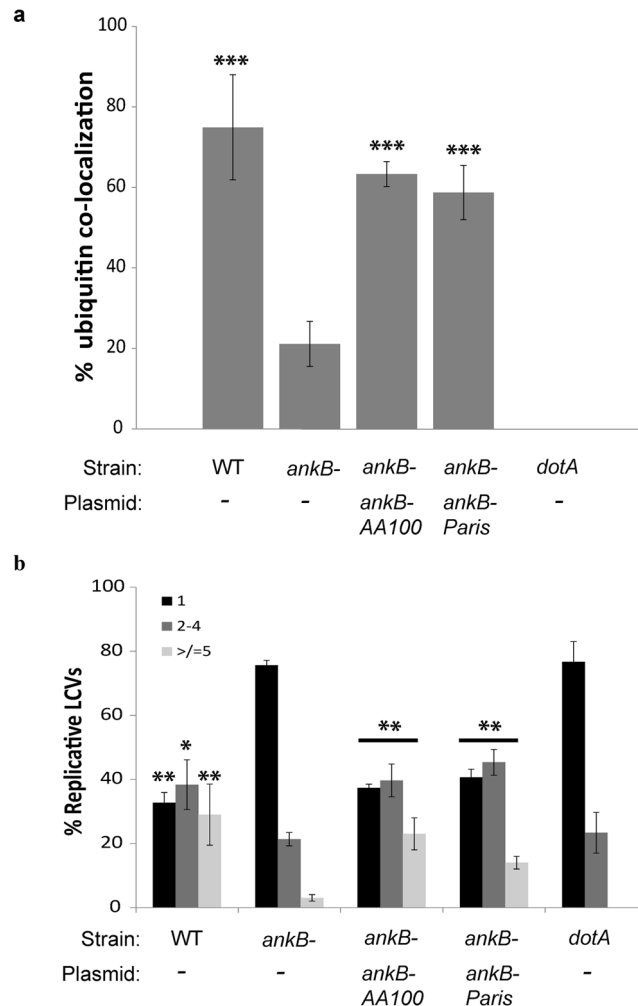 a
% ubiquitin co-localization
100
80
60
40
20
0
***
***
***
Strain: WT ankB- ankB- ankB- dotA
Plasmid: - - ankB- ankB- -
AA100 Paris
b
% Replicative LCVs
100
80
60
40
20
0
1
2-4
>/=5
** * **
**
**
Strain: WT ankB- ankB- ankB- dotA
Plasmid: - - ankB- ankB- -
AA100 Paris